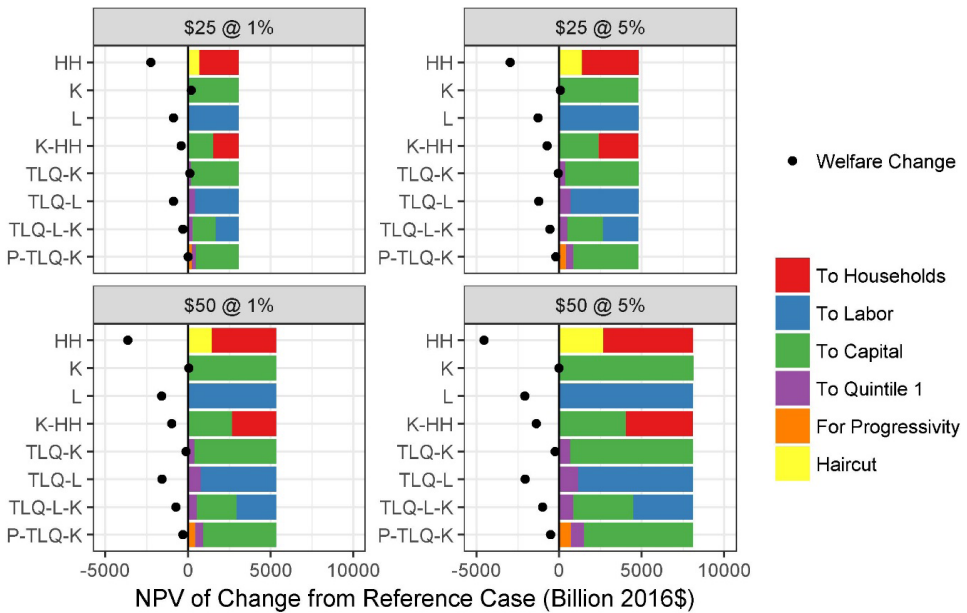 $25 @ 1%
HH
K
L
K-HH
TLQ-K
TLQ-L
TLQ-L-K
P-TLQ-K
$25 @ 5%
HH
K
L
K-HH
TLQ-K
TLQ-L
TLQ-L-K
P-TLQ-K
$50 @ 1%
HH
K
L
K-HH
TLQ-K
TLQ-L
TLQ-L-K
P-TLQ-K
-5000 0 5000 10000
$50 @ 5%
HH
K
L
K-HH
TLQ-K
TLQ-L
TLQ-L-K
P-TLQ-K
-5000 0 5000 10000
NPV of Change from Reference Case (Billion 2016$)
Welfare Change
To Households
To Labor
To Capital
To Quintile 1
For Progressivity
Haircut